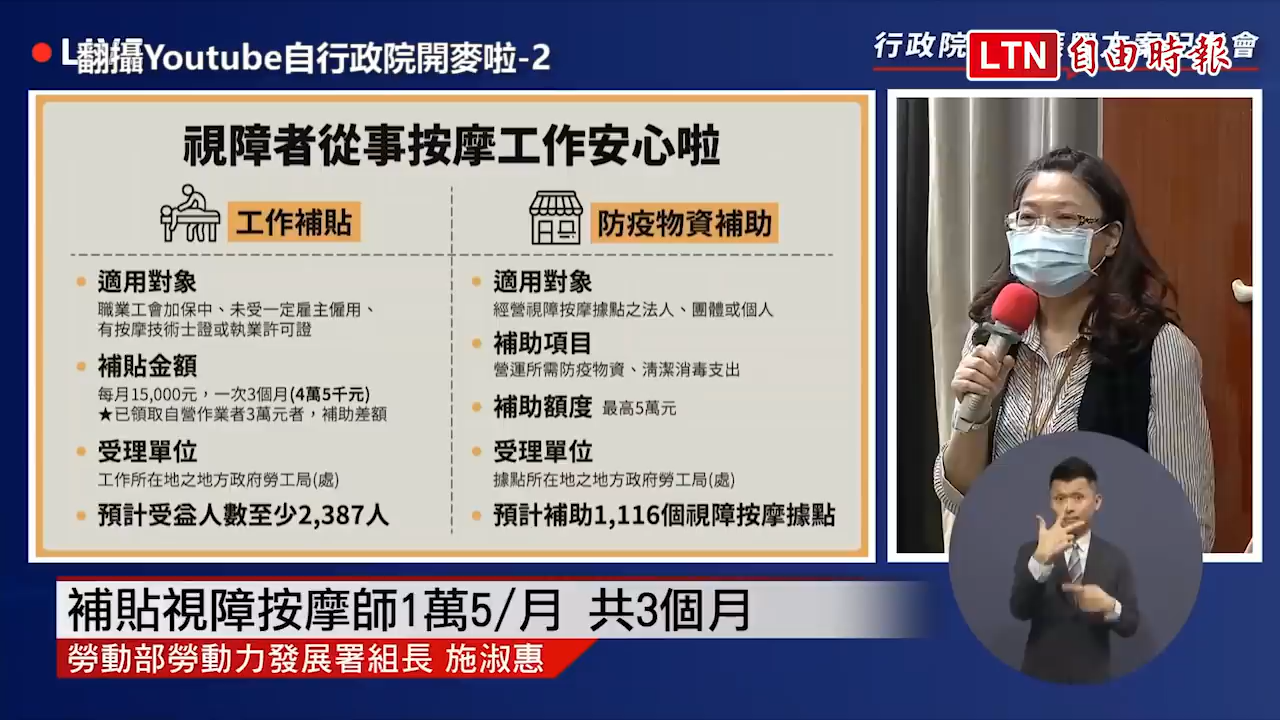 翻攝Youtube自行政院開麥啦-2
行政院
會
LTN 自由時報
視障者從事按摩工作安心啦
工作補貼
適用對象
職業工會加保中、未受一定雇主僱用、
有按摩技術士證或執業許可證
補貼金額
每月15,000元，一次3個月(4萬5千元)
★已領取自營作業者3萬元者，補助差額
受理單位
工作所在地之地方政府勞工局(處)
預計受益人數至少2,387人
防疫物資補助
適用對象
經營視障按摩據點之法人、團體或個人
補助項目
營運所需防疫物資、清潔消毒支出
補助額度 最高5萬元
受理單位
據點所在地之地方政府勞工局(處)
預計補助1,116個視障按摩據點
補貼視障按摩師1萬5/月 共3個月
勞動部勞動力發展署組長 施淑惠